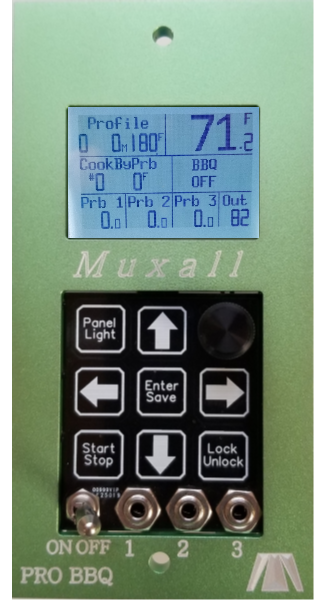 Profile
0 0M180F
71.2 F
CookByPrb
#0 0F
BBQ
OFF
Prb 1 Prb 2 Prb 3 Out
0.0 0.0 0.0 82
Muxall
Panel
Light
Enter
Save
Start
Stop
Lock
Unlock
ON OFF 1 2 3
PRO BBQ